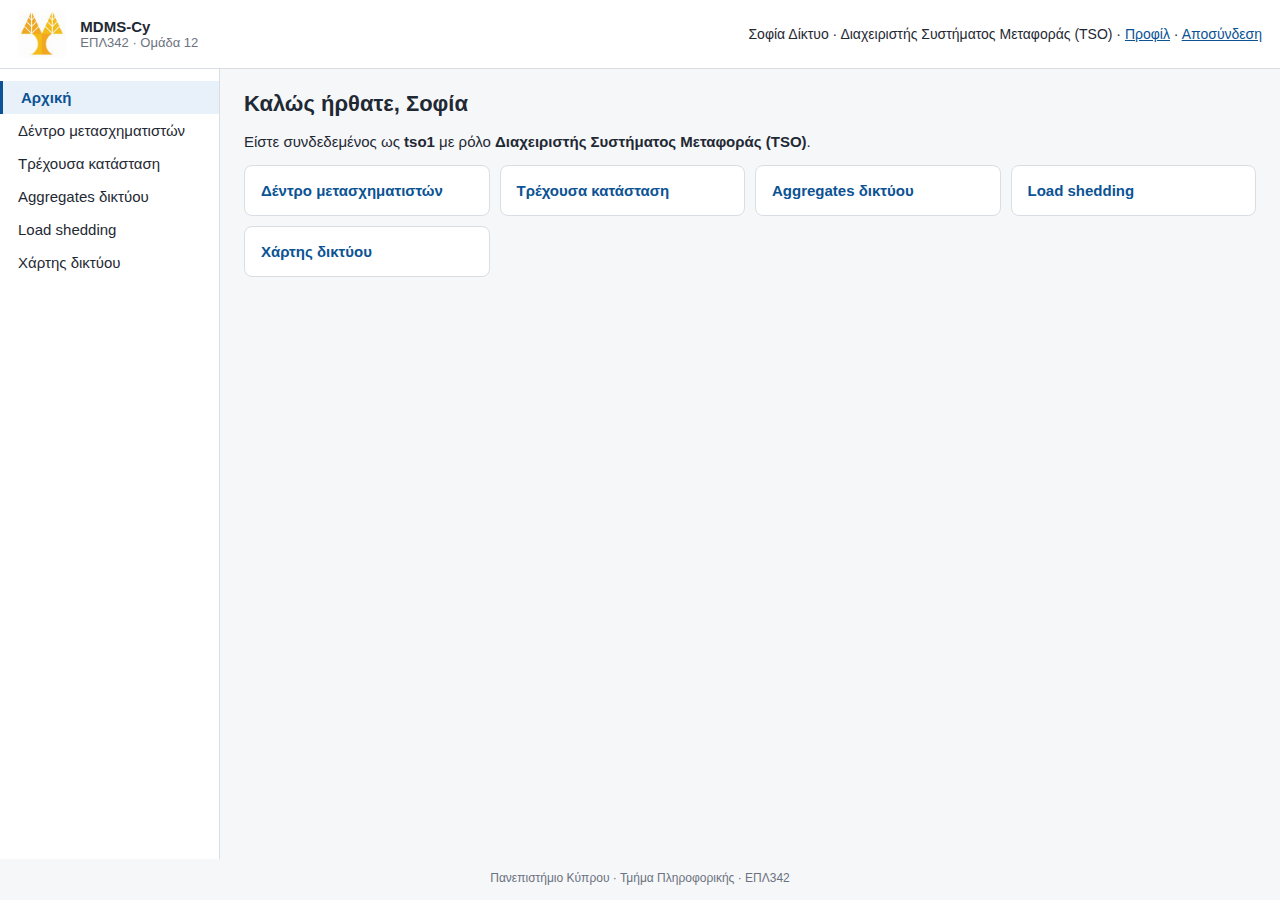 MDMS-Cy
ΕΠΛ342 · Ομάδα 12
Σοφία Δίκτυο · Διαχειριστής Συστήματος Μεταφοράς (TSO) · Προφίλ · Αποσύνδεση
Αρχική
Δέντρο μετασχηματιστών
Τρέχουσα κατάσταση
Aggregates δικτύου
Load shedding
Χάρτης δικτύου
Καλώς ήρθατε, Σοφία
Είστε συνδεδεμένος ως tso1 με ρόλο Διαχειριστής Συστήματος Μεταφοράς (TSO).
Δέντρο μετασχηματιστών
Τρέχουσα κατάσταση
Aggregates δικτύου
Load shedding
Χάρτης δικτύου
Πανεπιστήμιο Κύπρου · Τμήμα Πληροφορικής · ΕΠΛ342